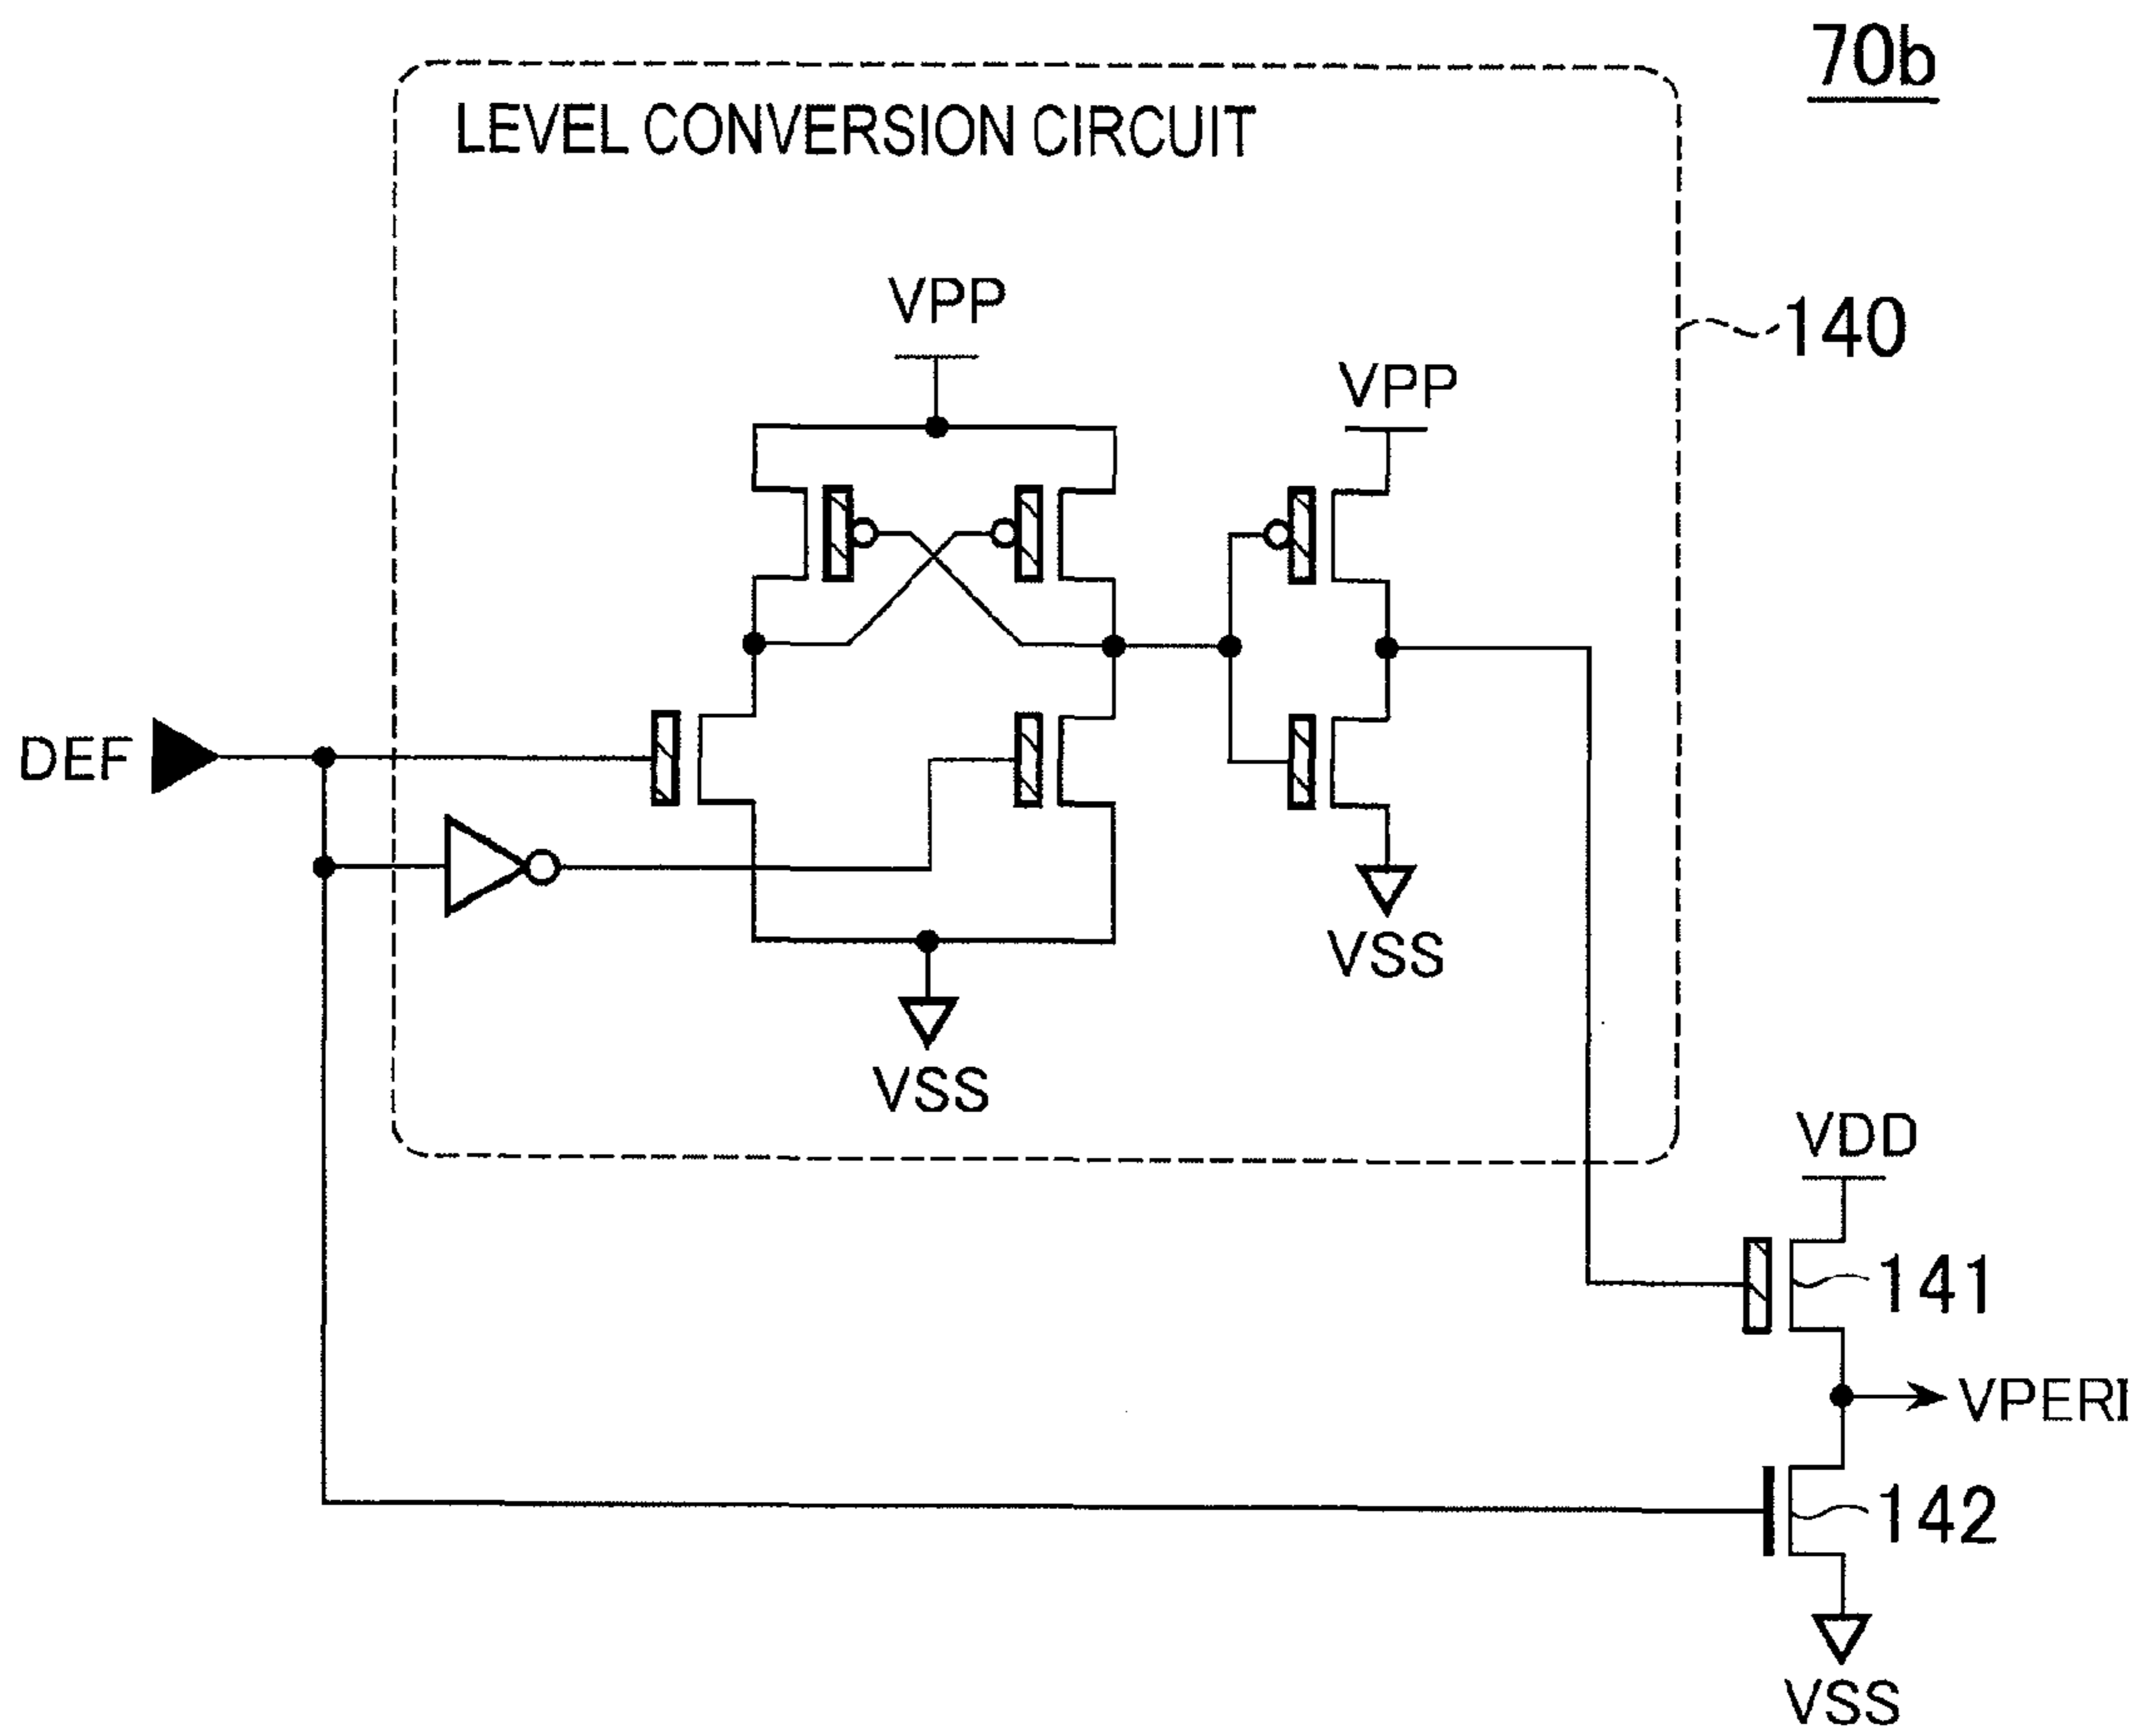 70b
LEVEL CONVERSION CIRCUIT
VPP
140
VPP
DEF
VSS
VSS
VDD
141
VPERI
142
VSS